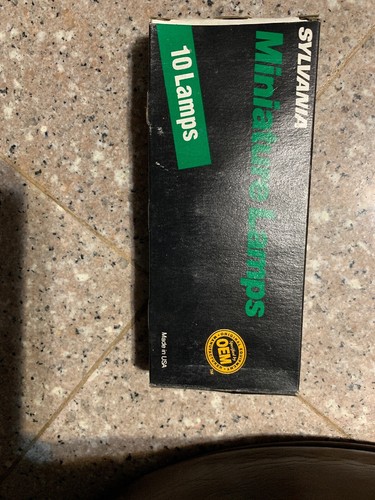 SYLVANIA
Miniature Lamps
10 Lamps
OEM
Made in USA